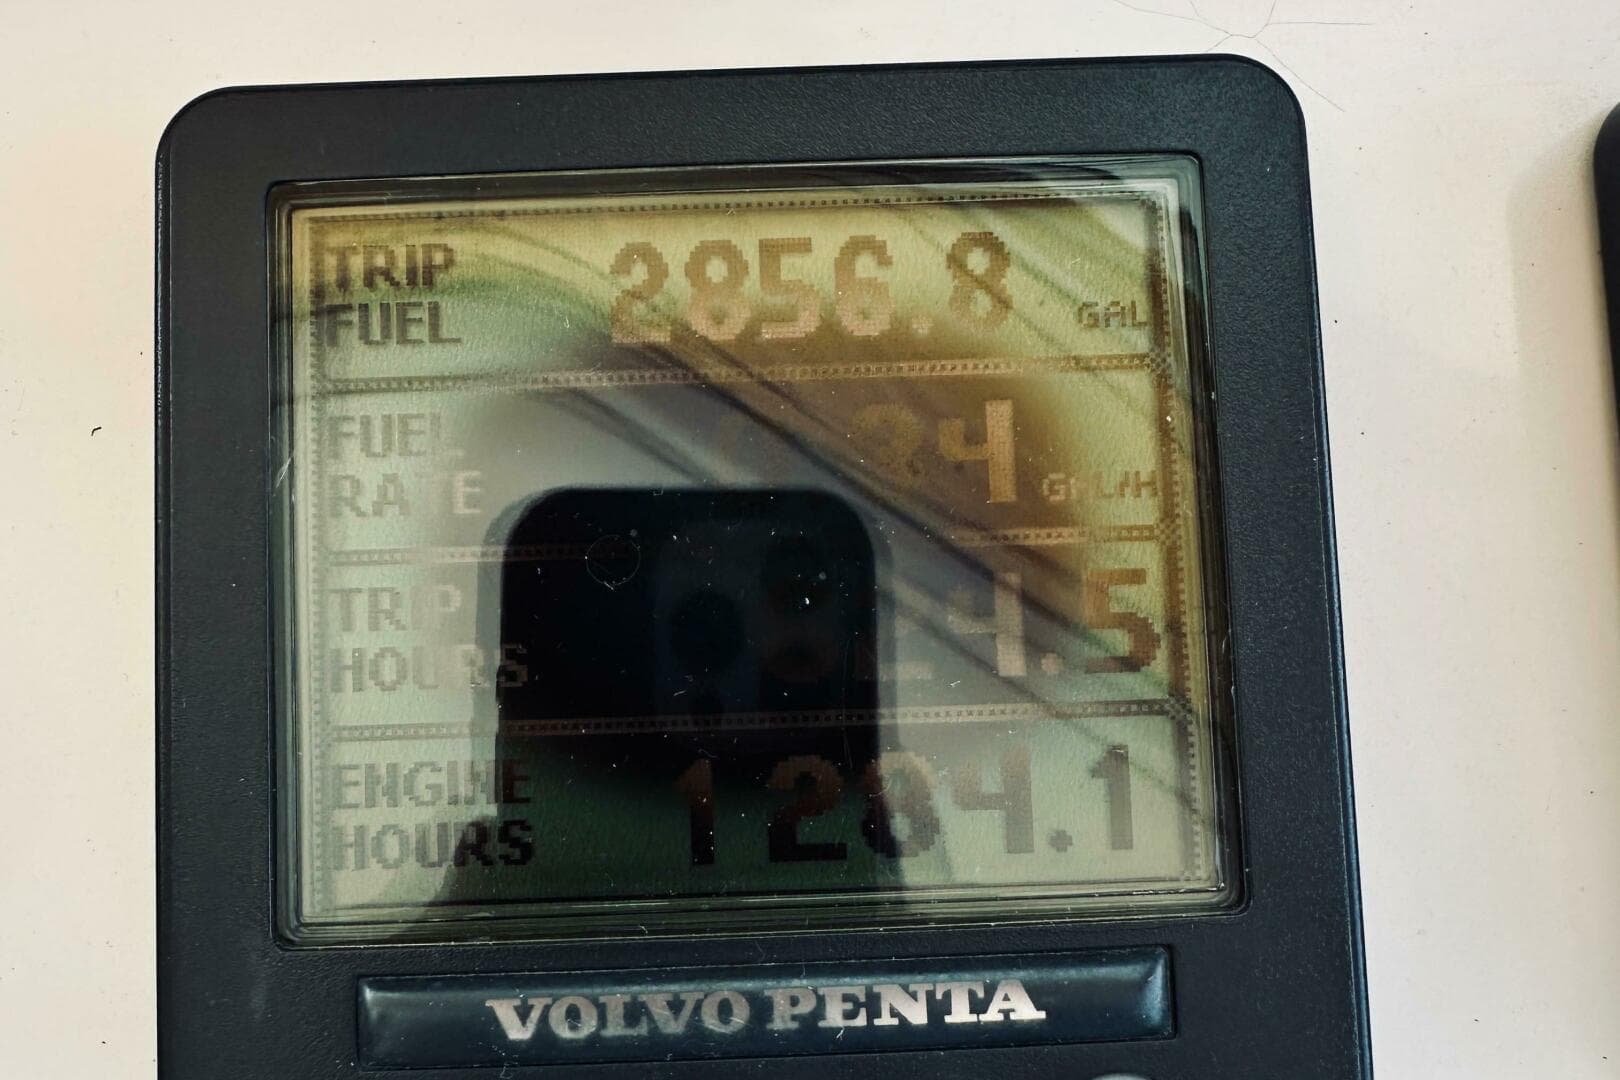 TRIP
FUEL
2856.8 GAL
FUEL
RATE
GAL/H
TRIP
HOURS
ENGINE
HOURS
VOLVO PENTA